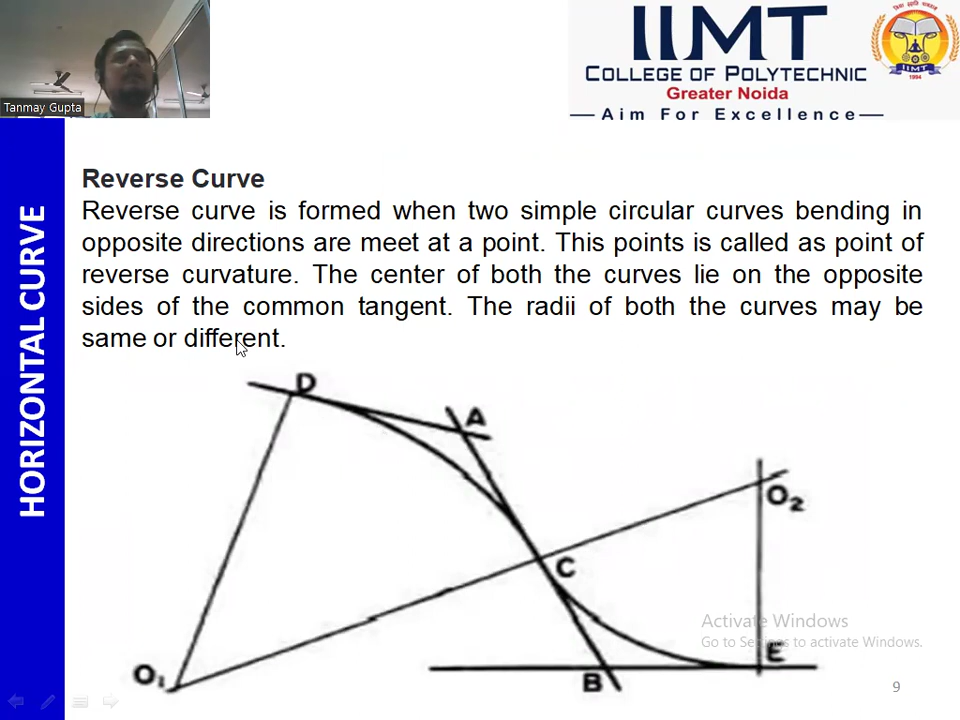 Tanmay Gupta
IIMT
COLLEGE OF POLYTECHNIC
Greater Noida
Aim For Excellence
IIMT
1994
HORIZONTAL CURVE
Reverse Curve
Reverse curve is formed when two simple circular curves bending in
opposite directions are meet at a point. This points is called as point of
reverse curvature. The center of both the curves lie on the opposite
sides of the common tangent. The radii of both the curves may be
same or different.
D
A
O2
C
O1
B
E
Activate Windows
Go to Settings to activate Windows.
9